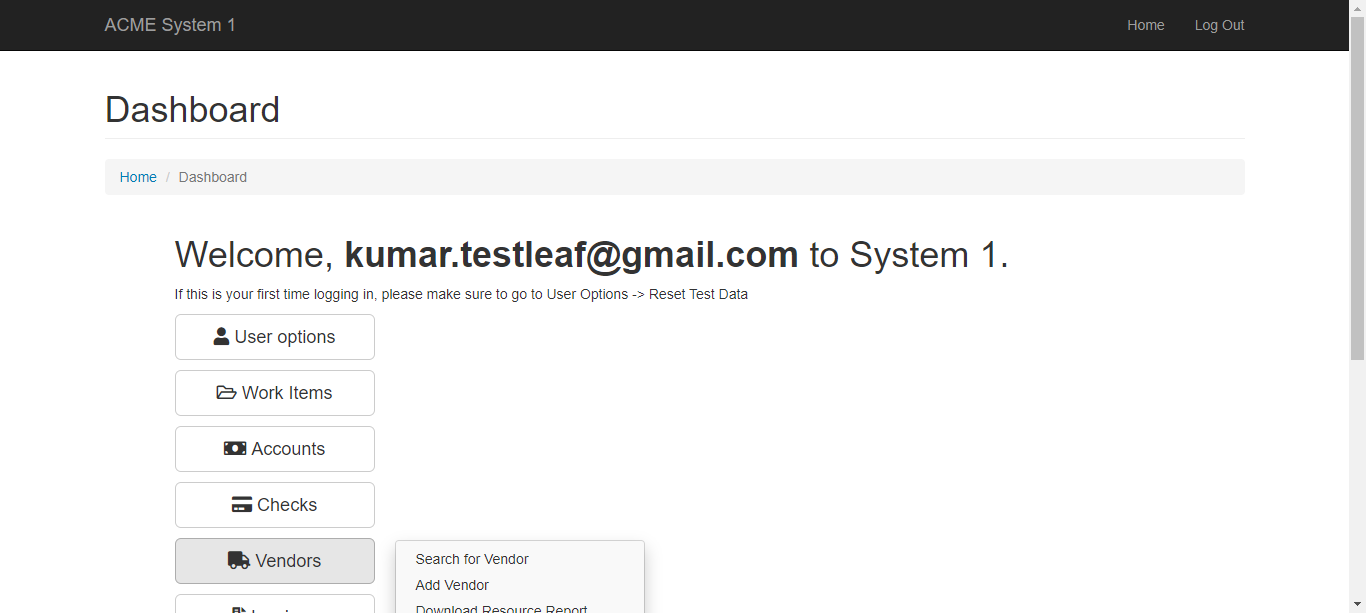 ACME System 1
Home
Log Out
Dashboard
Home / Dashboard
Welcome, kumar.testleaf@gmail.com to System 1.
If this is your first time logging in, please make sure to go to User Options -> Reset Test Data
User options
Work Items
Accounts
Checks
Vendors
Search for Vendor
Add Vendor
Download Resource Report